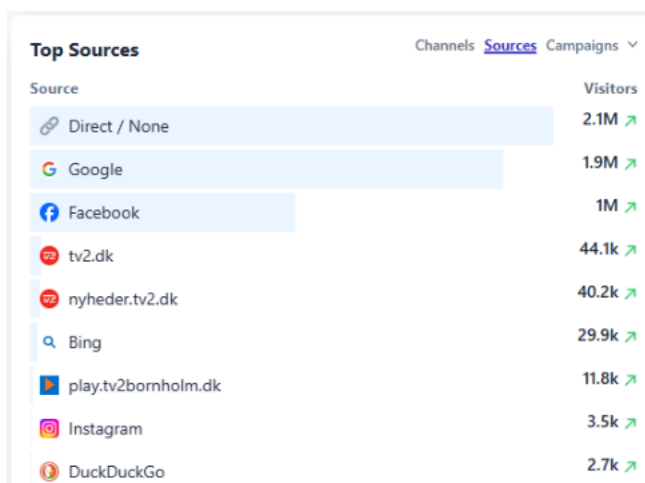 Top Sources
Channels Sources Campaigns
Source Visitors
Direct / None 2.1M
Google 1.9M
Facebook 1M
tv2.dk 44.1k
nyheder.tv2.dk 40.2k
Bing 29.9k
play.tv2bornholm.dk 11.8k
Instagram 3.5k
DuckDuckGo 2.7k